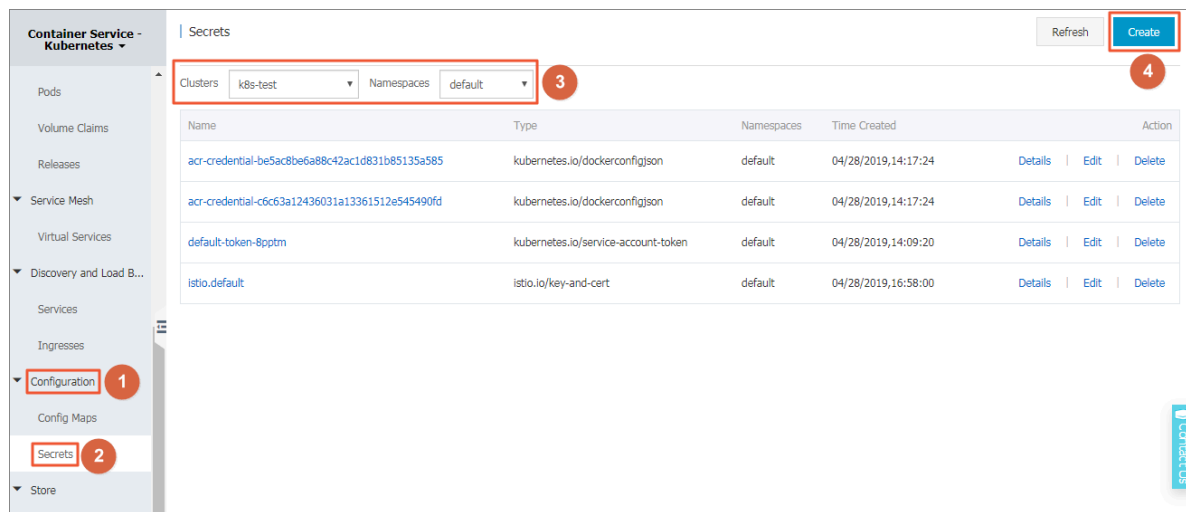 Container Service -
Kubernetes
Pods
Volume Claims
Releases
Service Mesh
Virtual Services
Discovery and Load B...
Services
Ingresses
Configuration 1
Config Maps
Secrets 2
Store
Secrets
Refresh Create
4
Clusters k8s-test Namespaces default 3
Name Type Namespaces Time Created Action
acr-credential-be5ac8be6a88c42ac1d831b85135a585 kubernetes.io/dockerconfigjson default 04/28/2019,14:17:24 Details | Edit | Delete
acr-credential-c6c63a12436031a13361512e545490fd kubernetes.io/dockerconfigjson default 04/28/2019,14:17:24 Details | Edit | Delete
default-token-8pptm kubernetes.io/service-account-token default 04/28/2019,14:09:20 Details | Edit | Delete
istio.default istio.io/key-and-cert default 04/28/2019,16:58:00 Details | Edit | Delete
Contact Us